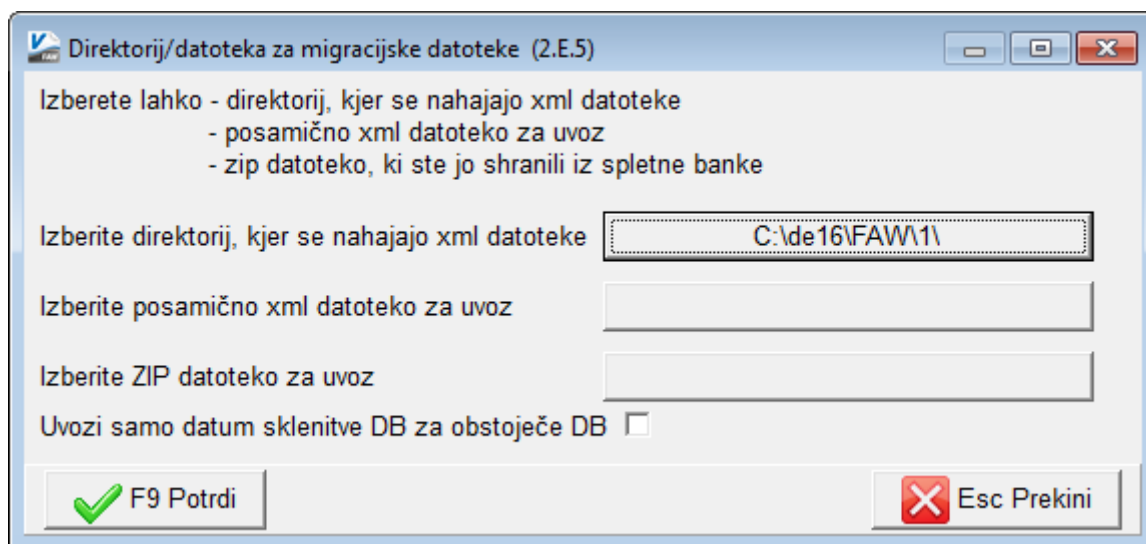 Direktorij/datoteka za migracijske datoteke (2.E.5)
Izberete lahko - direktorij, kjer se nahajajo xml datoteke
- posamično xml datoteko za uvoz
- zip datoteko, ki ste jo shranili iz spletne banke
Izberite direktorij, kjer se nahajajo xml datoteke C:\de16\FAW\1\
Izberite posamično xml datoteko za uvoz
Izberite ZIP datoteko za uvoz
Uvozi samo datum sklenitve DB za obstoječe DB
F9 Potrdi Esc Prekini